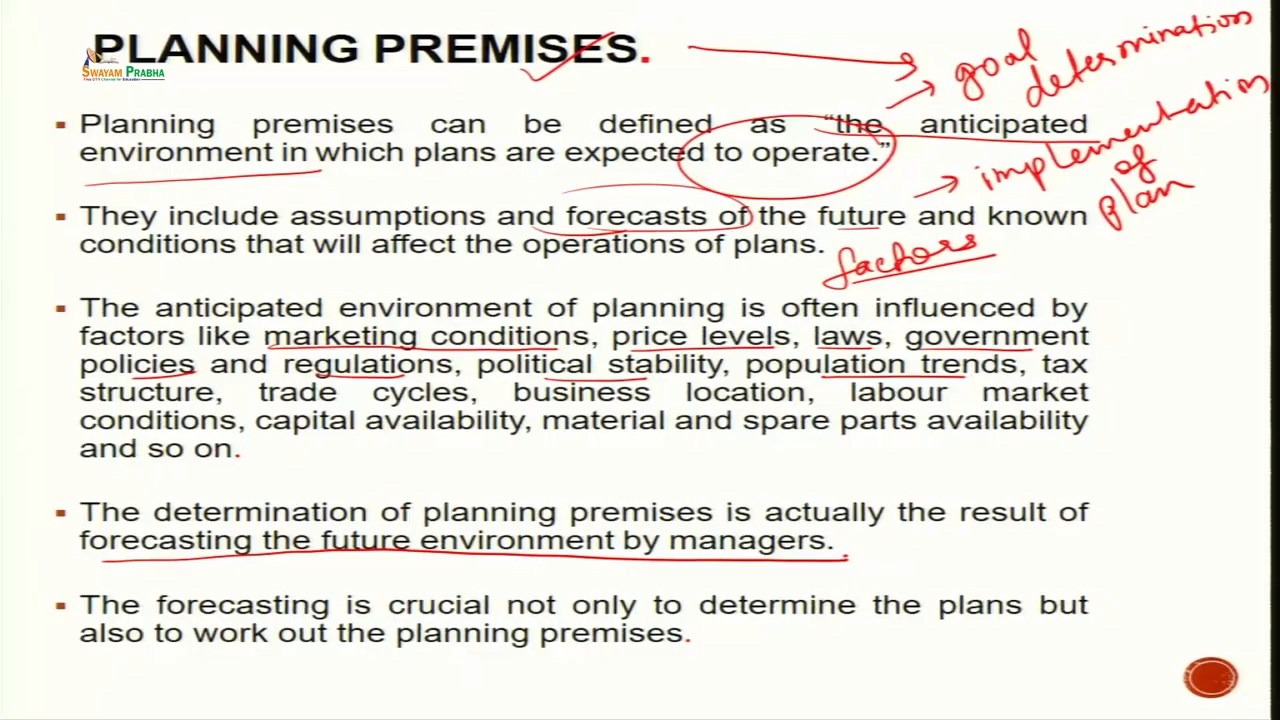 PLANNING PREMISES.
SWAYAM PRABHA
goal
determination
Planning premises can be defined as "the anticipated
environment in which plans are expected to operate."
implementation
of
plan
They include assumptions and forecasts of the future and known
conditions that will affect the operations of plans.
factors
The anticipated environment of planning is often influenced by
factors like marketing conditions, price levels, laws, government
policies and regulations, political stability, population trends, tax
structure, trade cycles, business location, labour market
conditions, capital availability, material and spare parts availability
and so on.
The determination of planning premises is actually the result of
forecasting the future environment by managers.
The forecasting is crucial not only to determine the plans but
also to work out the planning premises.